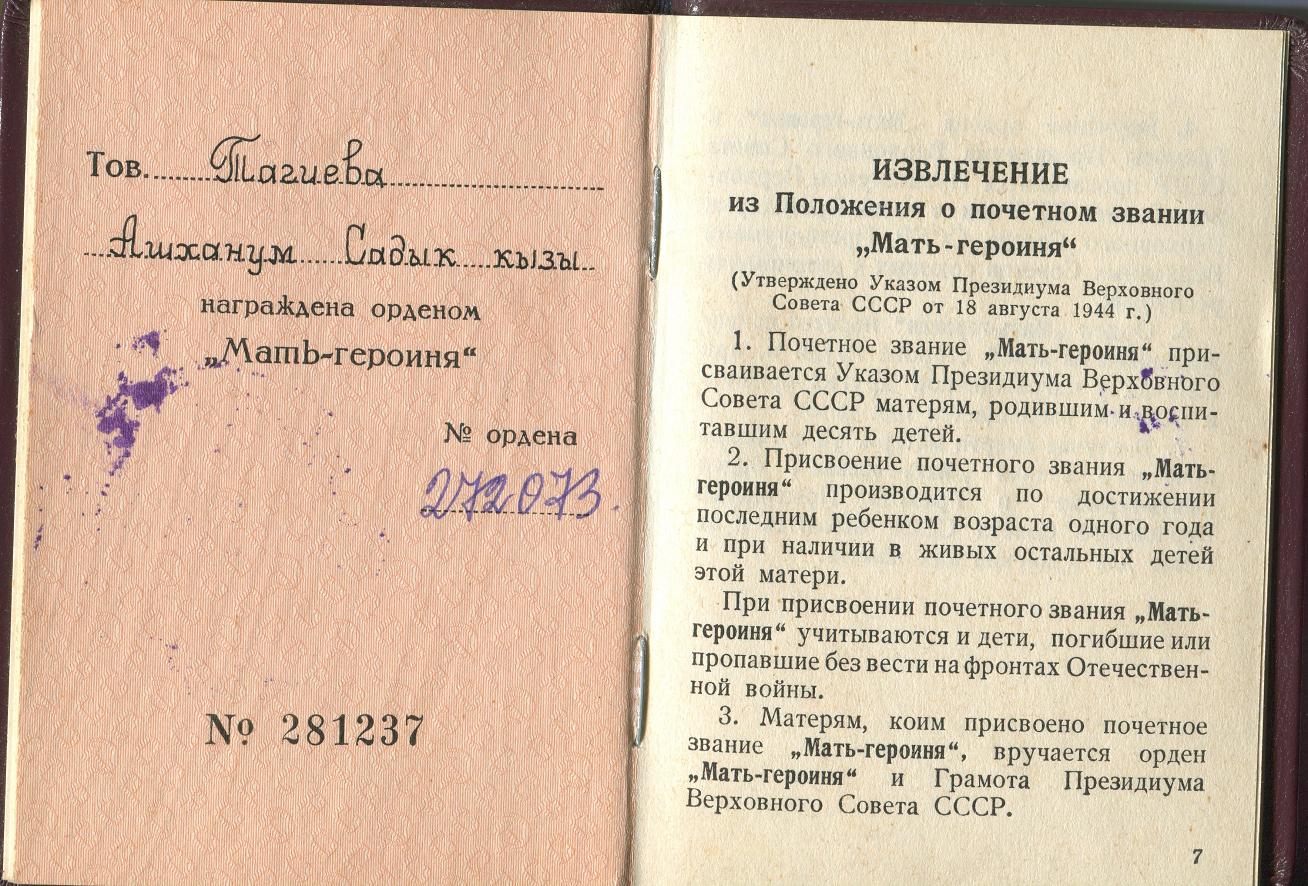 Тов. Тагиева
Ашханум Садык кызы
награждена орденом
„Мать-героиня“
№ ордена
272073
№ 281237
ИЗВЛЕЧЕНИЕ
из Положения о почетном звании
„Мать-героиня“
(Утверждено Указом Президиума Верховного
Совета СССР от 18 августа 1944 г.)
1. Почетное звание „Мать-героиня“ при-
сваивается Указом Президиума Верховного
Совета СССР матерям, родившим и воспи-
тавшим десять детей.
2. Присвоение почетного звания „Мать-
героиня“ производится по достижении
последним ребенком возраста одного года
и при наличии в живых остальных детей
этой матери.
При присвоении почетного звания „Мать-
героиня“ учитываются и дети, погибшие или
пропавшие без вести на фронтах Отечествен-
ной войны.
3. Матерям, коим присвоено почетное
звание „Мать-героиня“, вручается орден
„Мать-героиня“ и Грамота Президиума
Верховного Совета СССР.
7